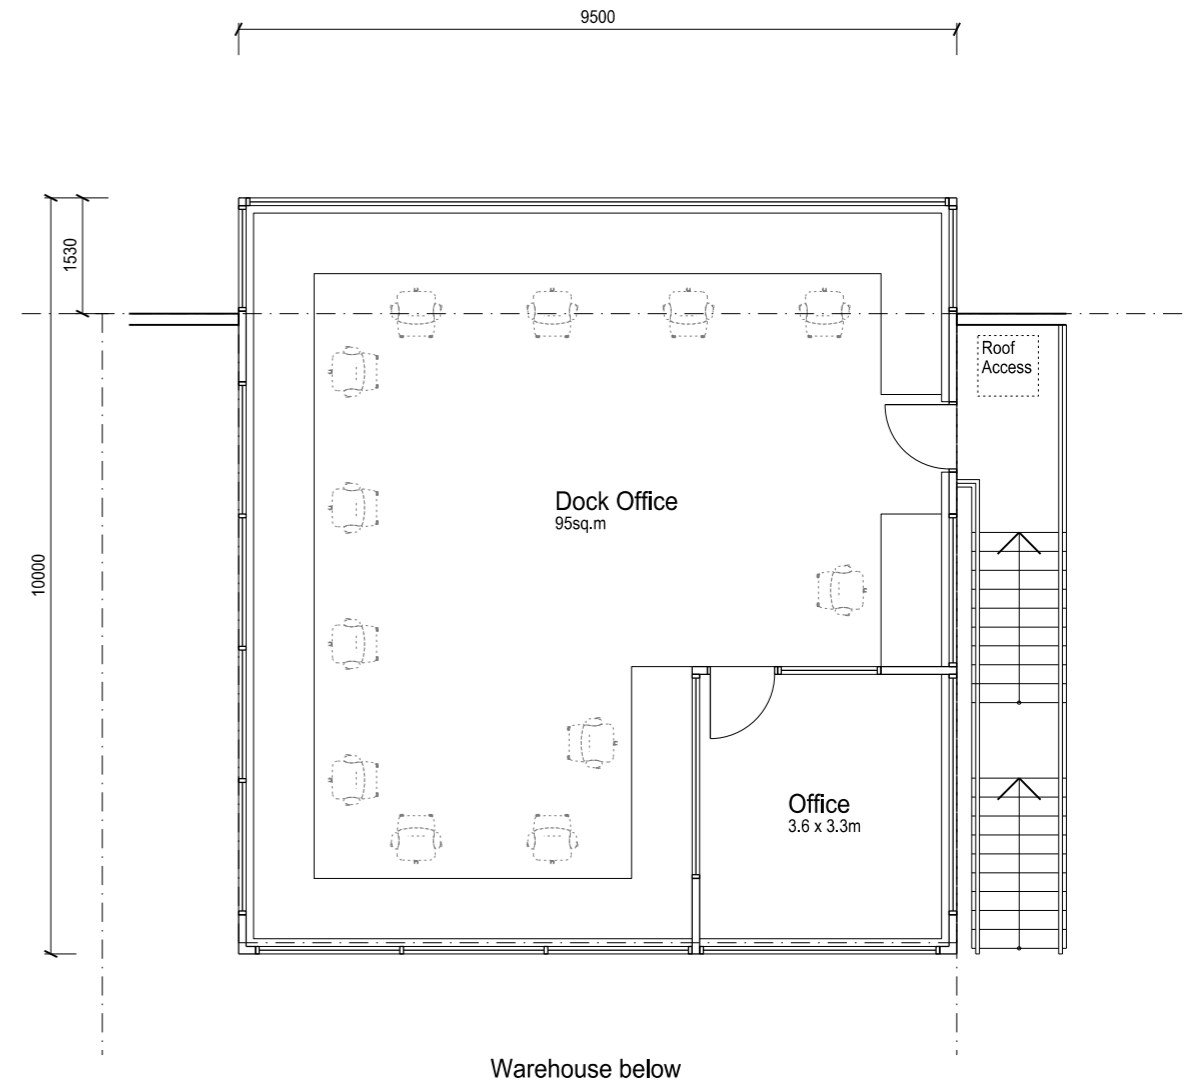 9500
1530
Roof
Access
Dock Office
95sq.m
10000
Office
3.6 x 3.3m
Warehouse below